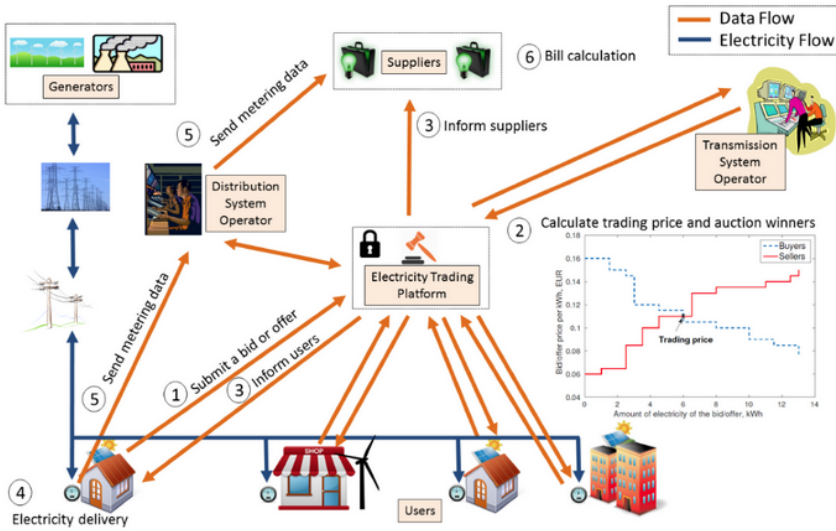 Data Flow
Electricity Flow
Generators
Suppliers
6
Bill calculation
5
Send metering data
3
Inform suppliers
Transmission
System
Operator
Distribution
System
Operator
2
Calculate trading price and auction winners
Electricity Trading
Platform
Bid/offer price per kWh, EUR
0.16
0.14
0.12
0.1
0.08
0.06
0.04
Buyers
Sellers
Trading price
0
2
4
6
8
10
12
14
Amount of electricity of the bid/offer, kWh
5
Send metering data
1
Submit a bid or offer
3
Inform users
SHOP
4
Electricity delivery
Users